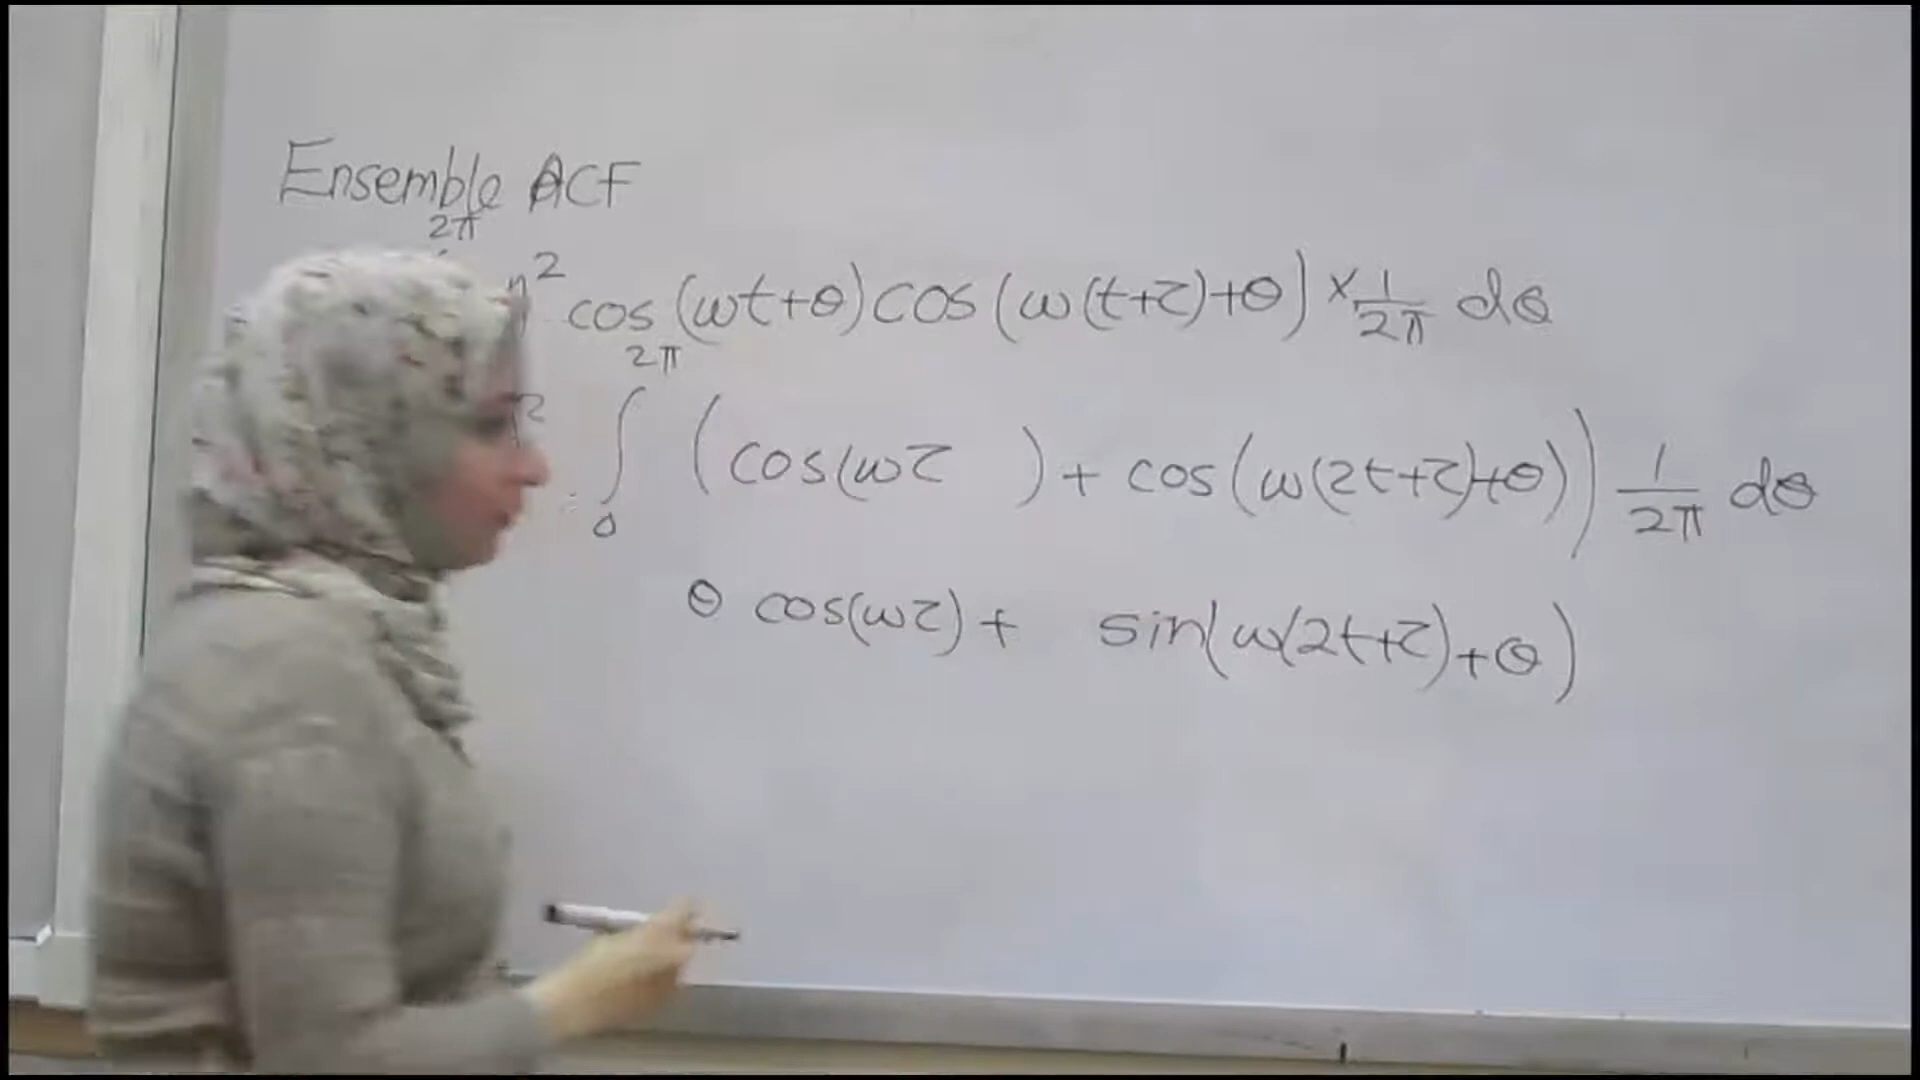 Ensemble ACF
2π
² cos(ωt+θ)cos(ω(t+τ)+θ) × 1/2π dθ
2π
² ∫ (cos(ωτ ) + cos(ω(2t+τ)+θ)) 1/2π dθ
0
θ cos(ωτ) + sin(ω(2t+τ)+θ)